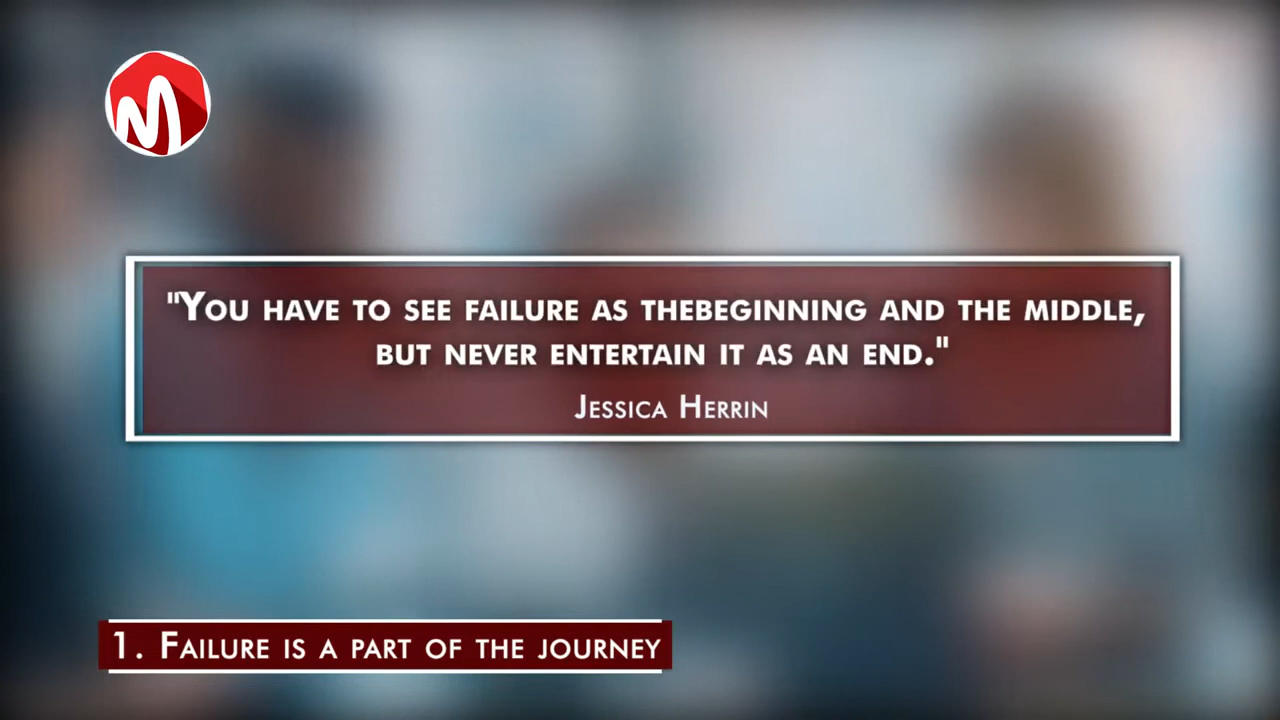 "You have to see failure as thebeginning and the middle,
but never entertain it as an end."
Jessica Herrin
1. Failure is a part of the journey